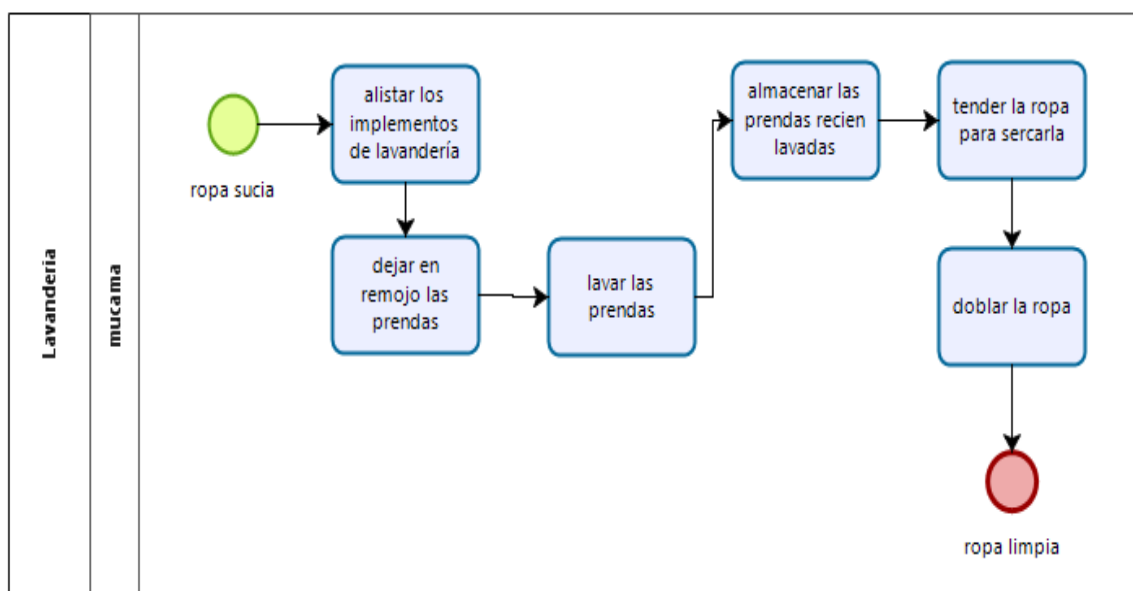 Lavanderia
mucama
ropa sucia
alistar los
implementos
de lavandería
dejar en
remojo las
prendas
lavar las
prendas
almacenar las
prendas recien
lavadas
tender la ropa
para sercarla
doblar la ropa
ropa limpia